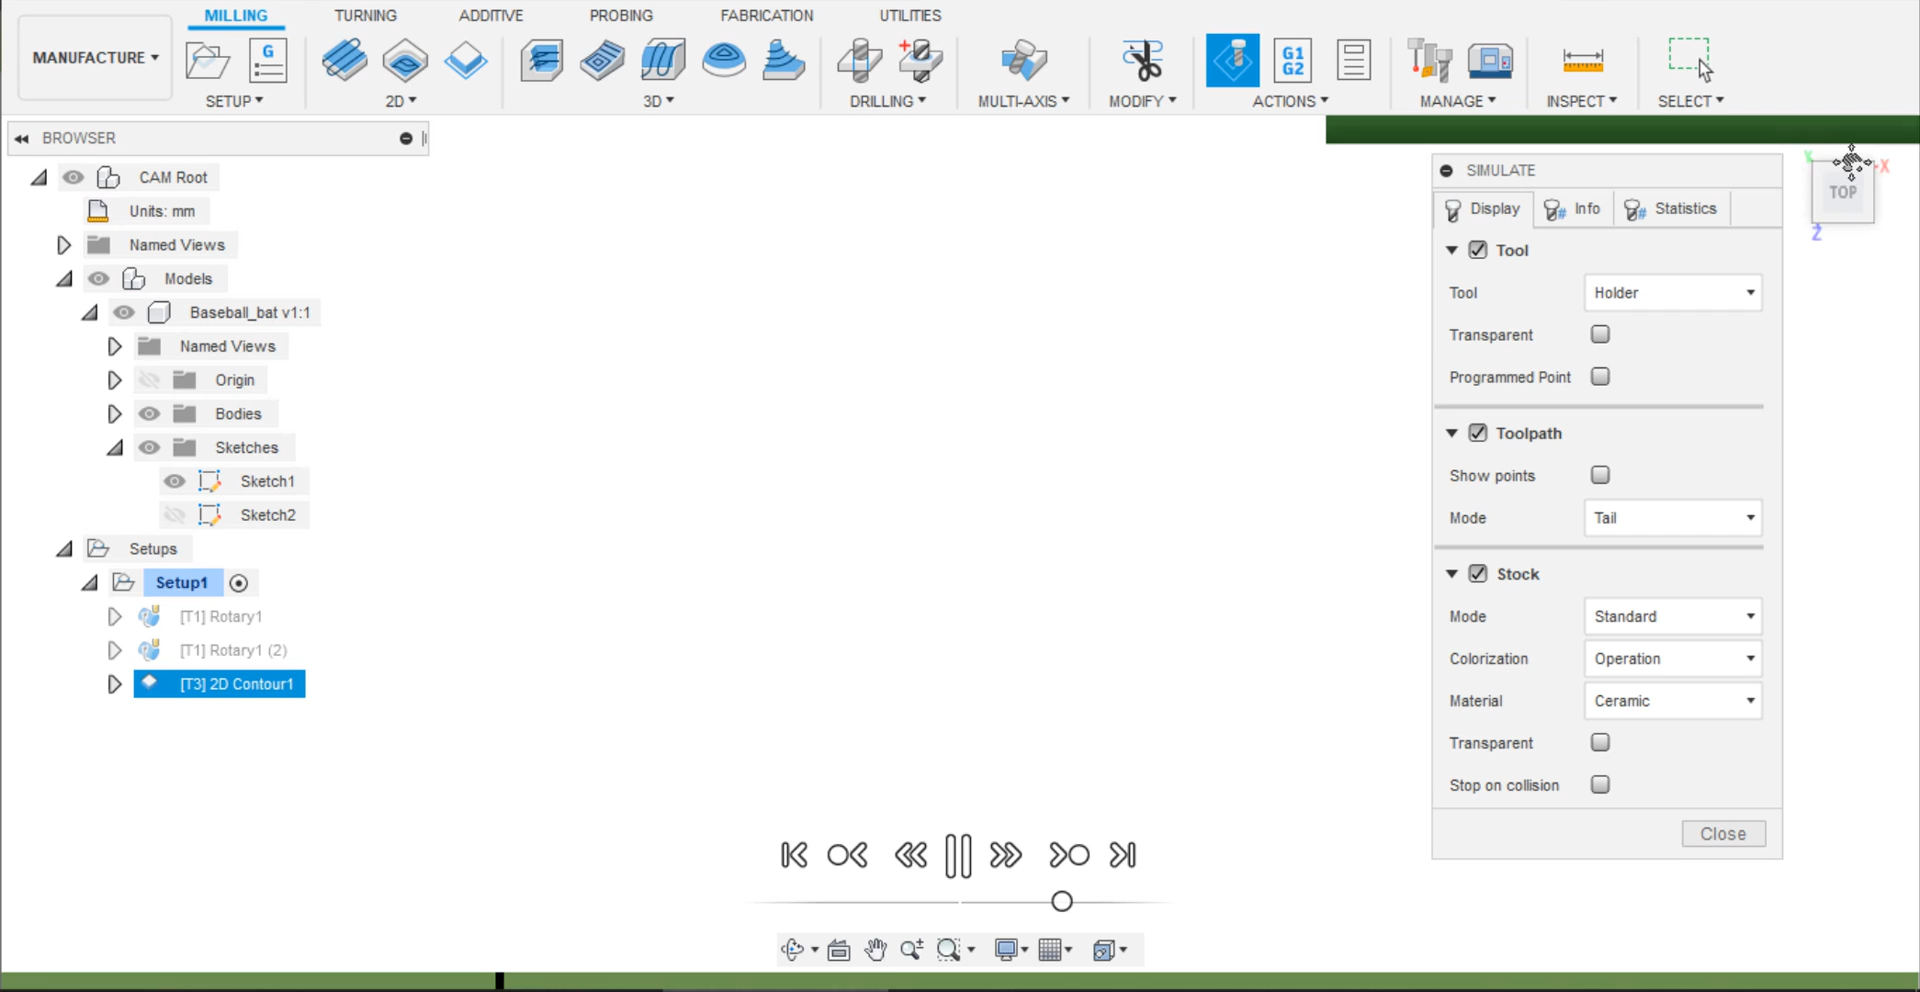 MILLING TURNING ADDITIVE PROBING FABRICATION UTILITIES
MANUFACTURE
G
G1
G2
SETUP 2D 3D DRILLING MULTI-AXIS MODIFY ACTIONS MANAGE INSPECT SELECT
BROWSER
CAM Root
Units: mm
Named Views
Models
Baseball_bat v1:1
Named Views
Origin
Bodies
Sketches
Sketch1
Sketch2
Setups
Setup1
[T1] Rotary1
[T1] Rotary1 (2)
[T3] 2D Contour1
SIMULATE
Display Info Statistics
Tool
Tool Holder
Transparent
Programmed Point
Toolpath
Show points
Mode Tail
Stock
Mode Standard
Colorization Operation
Material Ceramic
Transparent
Stop on collision
Close
Y X
TOP
Z